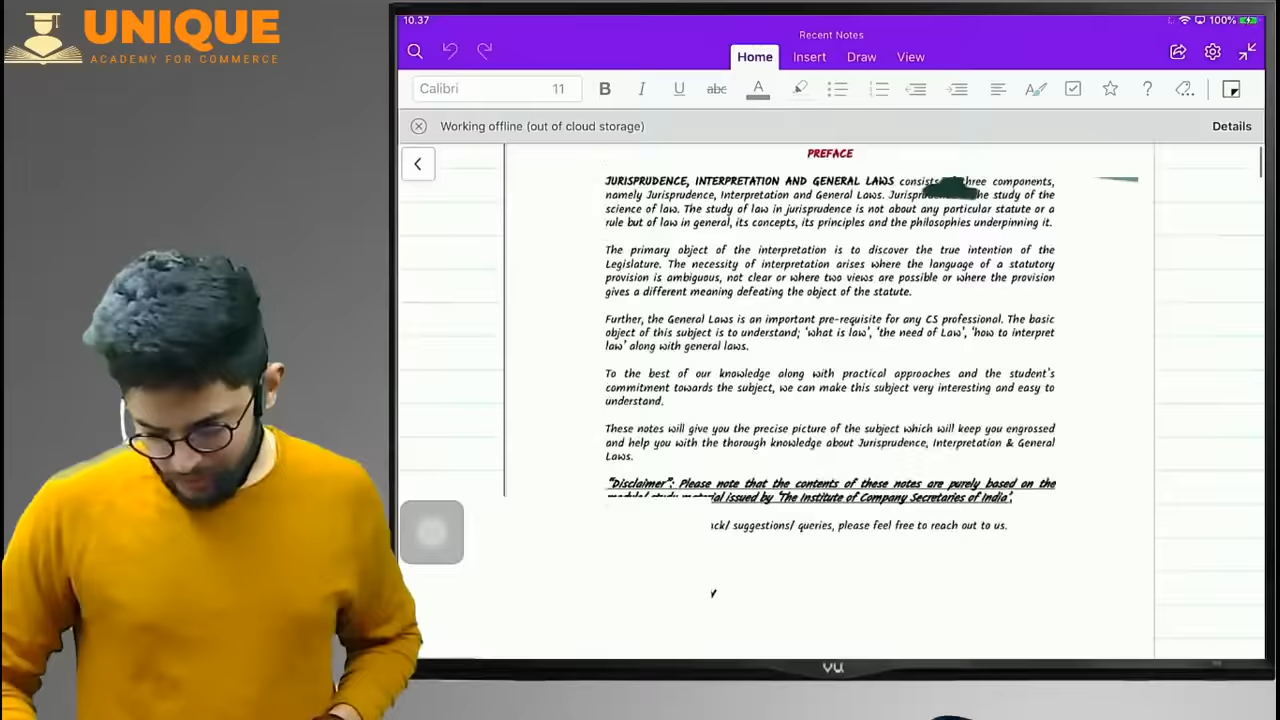 UNIQUE
ACADEMY FOR COMMERCE
10.37
100%
Recent Notes
Home Insert Draw View
Calibri 11 B I U abc A
Working offline (out of cloud storage) Details
PREFACE
JURISPRUDENCE, INTERPRETATION AND GENERAL LAWS consists three components,
namely Jurisprudence, Interpretation and General Laws. the study of the
science of law. The study of law in jurisprudence is not about any particular statute or a
rule but of law in general, its concepts, its principles and the philosophies underpinning it.
The primary object of the interpretation is to discover the true intention of the
Legislature. The necessity of interpretation arises where the language of a statutory
provision is ambiguous, not clear or where two views are possible or where the provision
gives a different meaning defeating the object of the statute.
Further, the General Laws is an important pre-requisite for any CS professional. The basic
object of this subject is to understand; 'what is law', 'the need of Law', 'how to interpret
law' along with general laws.
To the best of our knowledge along with practical approaches and the student's
commitment towards the subject, we can make this subject very interesting and easy to
understand.
These notes will give you the precise picture of the subject which will keep you engrossed
and help you with the thorough knowledge about Jurisprudence, Interpretation & General
Laws.
"Disclaimer": Please note that the contents of these notes are purely based on the
issued by 'The Institute of Company Secretaries of India'.
suggestions/ queries, please feel free to reach out to us.
vu